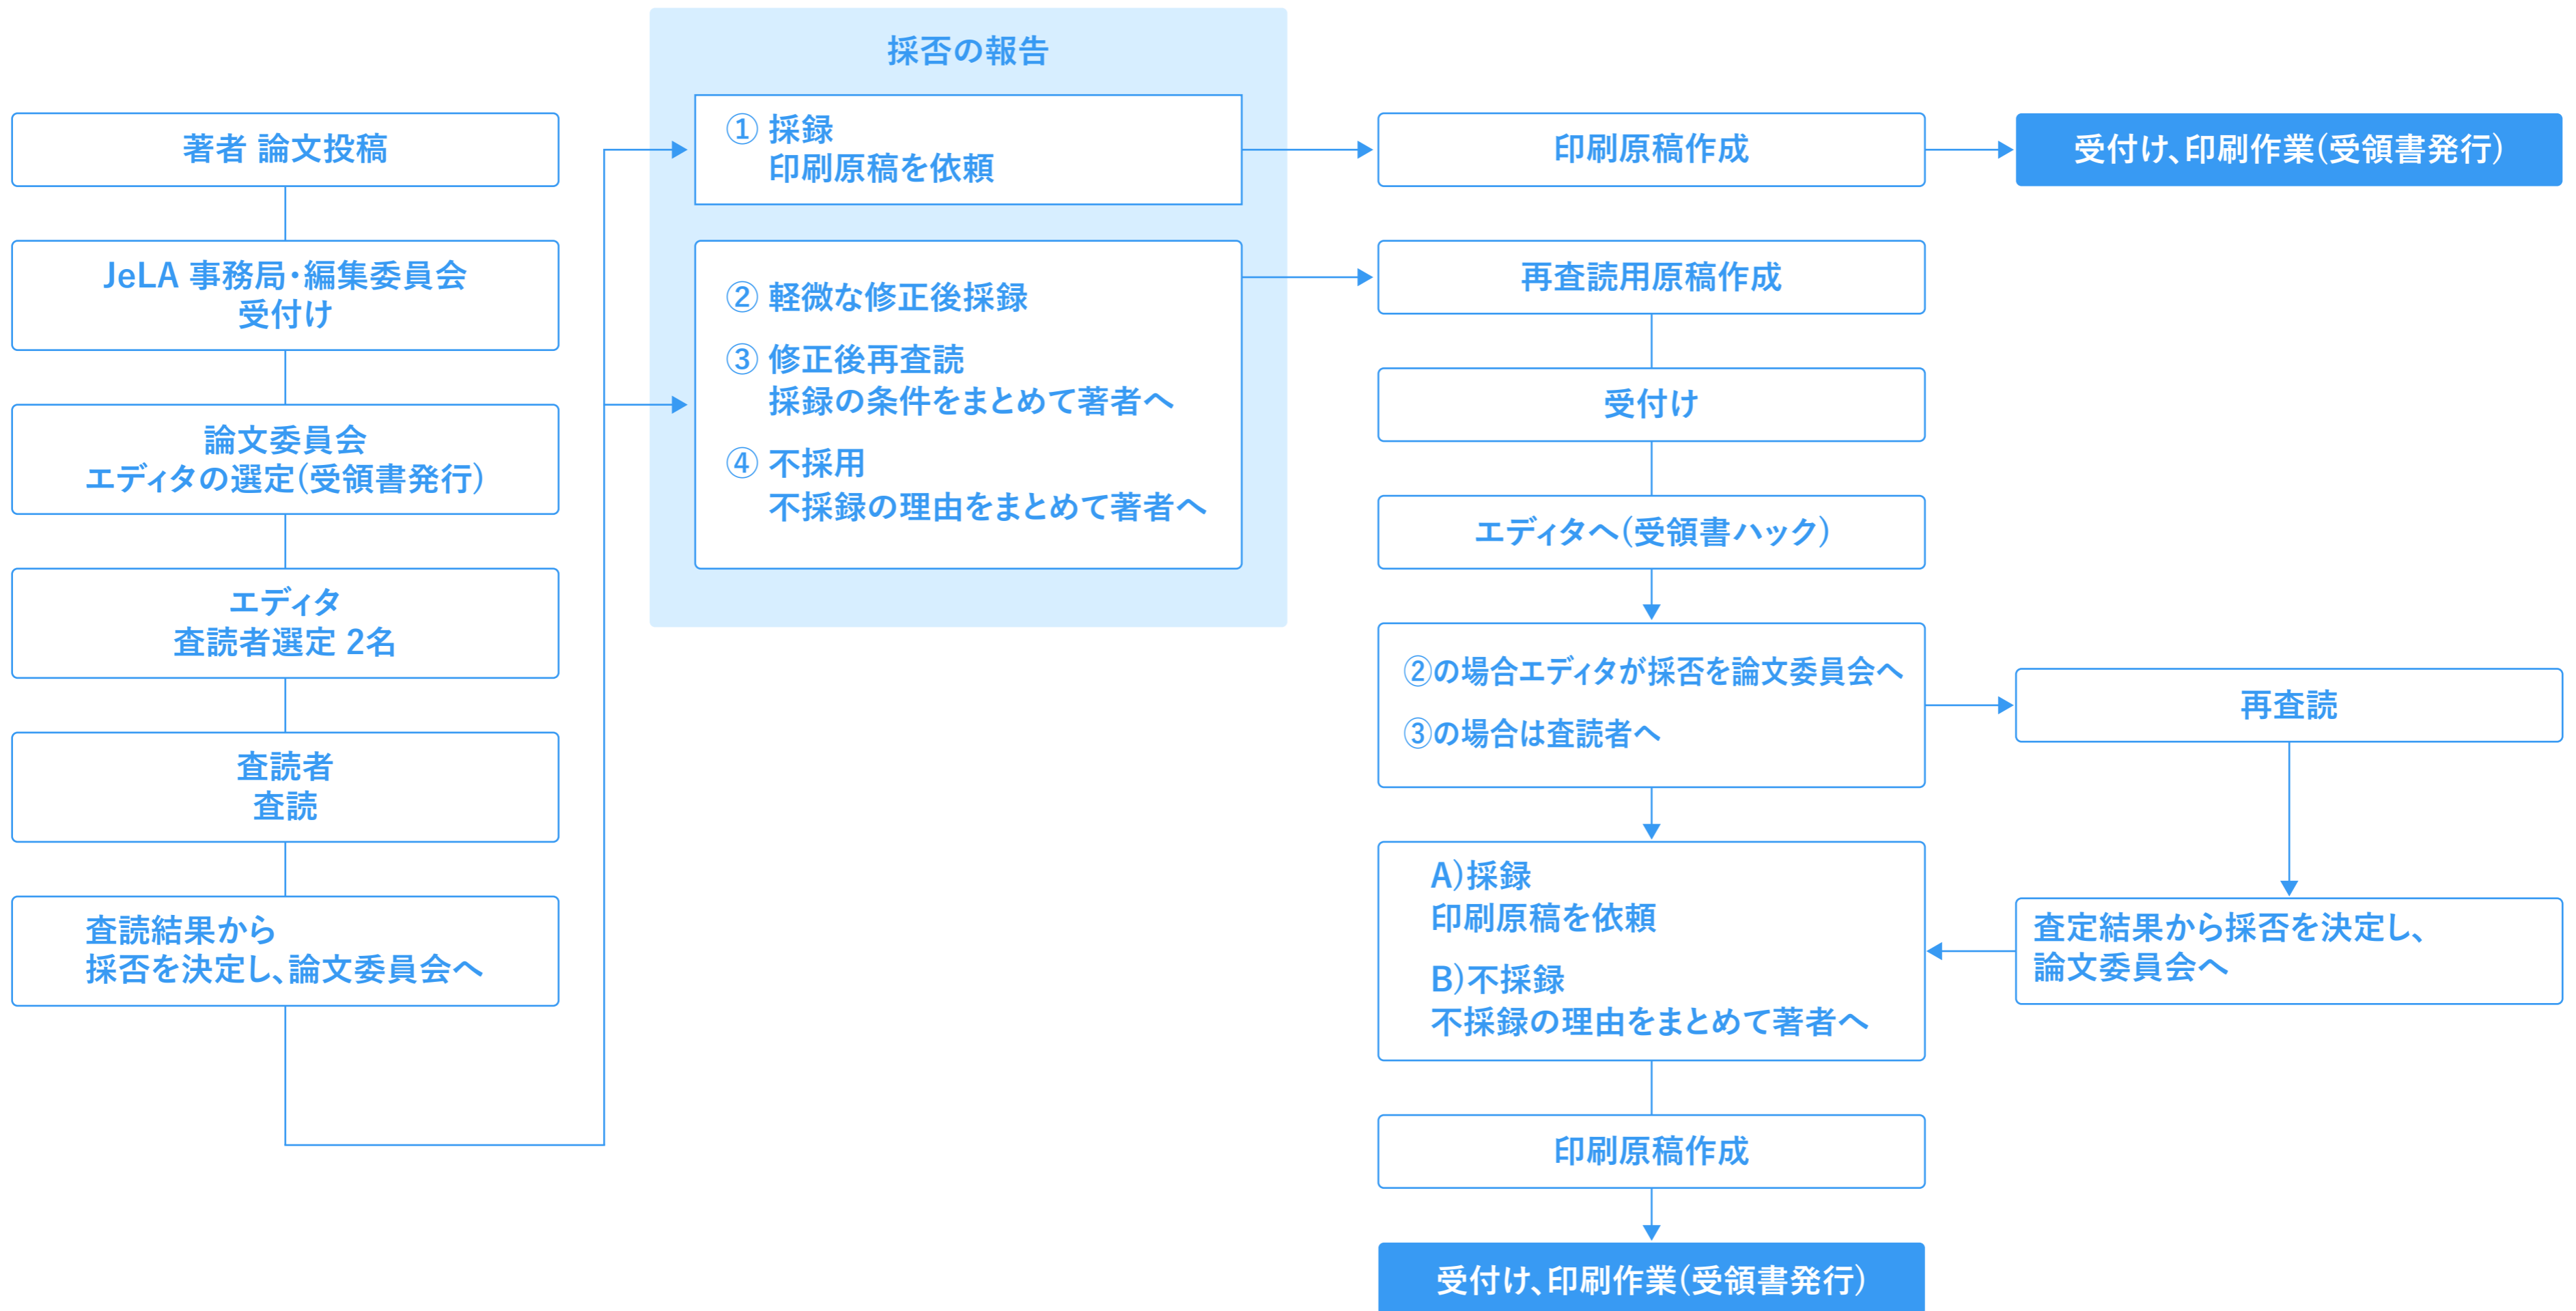 著者 論文投稿
JeLA 事務局・編集委員会
受付け
論文委員会
エディタの選定(受領書発行)
エディタ
査読者選定 2名
査読者
査読
査読結果から
採否を決定し、論文委員会へ
採否の報告
① 採録
印刷原稿を依頼
② 軽微な修正後採録
③ 修正後再査読
採録の条件をまとめて著者へ
④ 不採用
不採録の理由をまとめて著者へ
印刷原稿作成
受付け、印刷作業(受領書発行)
再査読用原稿作成
受付け
エディタへ(受領書ハック)
②の場合エディタが採否を論文委員会へ
③の場合は査読者へ
再査読
査定結果から採否を決定し、
論文委員会へ
A)採録
印刷原稿を依頼
B)不採録
不採録の理由をまとめて著者へ
印刷原稿作成
受付け、印刷作業(受領書発行)